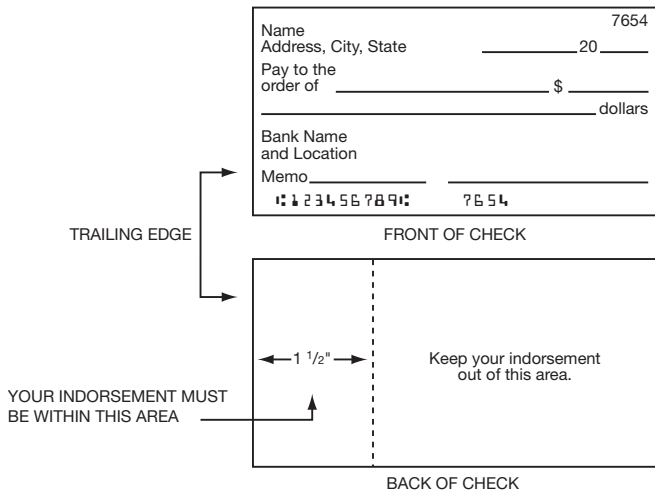 7654
Name
Address, City, State 20
Pay to the
order of $
dollars
Bank Name
and Location
Memo
⑆123456789⑆ 7654
TRAILING EDGE
FRONT OF CHECK
1 1/2"
Keep your indorsement
out of this area.
YOUR INDORSEMENT MUST
BE WITHIN THIS AREA
BACK OF CHECK